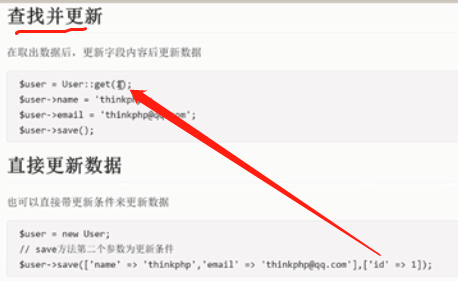 查找并更新
在取出数据后，更新字段内容后更新数据
$user = User::get(1);
$user->name = 'thinkphp';
$user->email = 'thinkphp@qq.com';
$user->save();
直接更新数据
也可以直接带更新条件来更新数据
$user = new User;
// save方法第二个参数为更新条件
$user->save(['name' => 'thinkphp','email' => 'thinkphp@qq.com'],['id' => 1]);